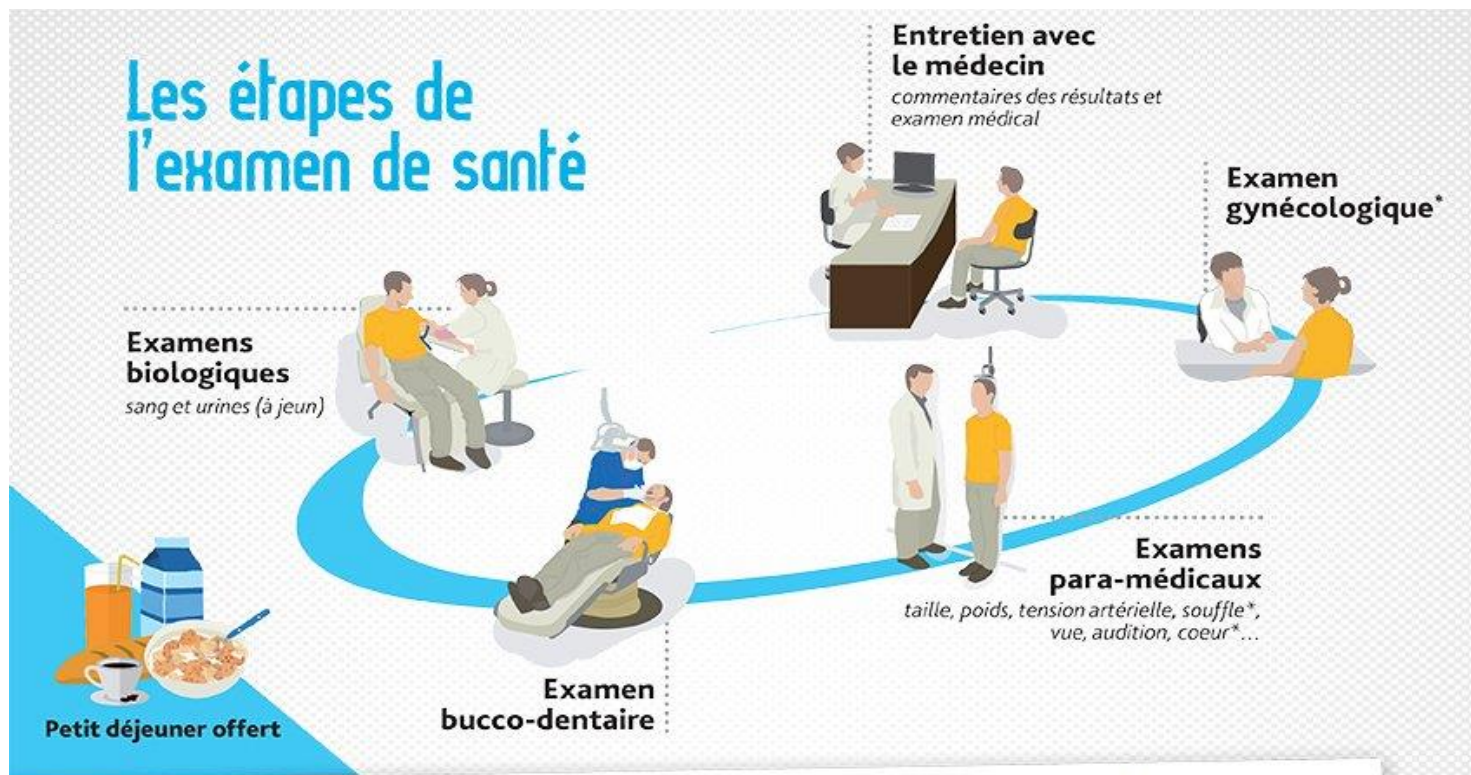 Les étapes de
l'examen de santé
Entretien avec
le médecin
commentaires des résultats et
examen médical
Examen
gynécologique*
Examens
biologiques
sang et urines (à jeun)
Examens
para-médicaux
taille, poids, tension artérielle, souffle*,
vue, audition, coeur*...
Examen
bucco-dentaire
Petit déjeuner offert